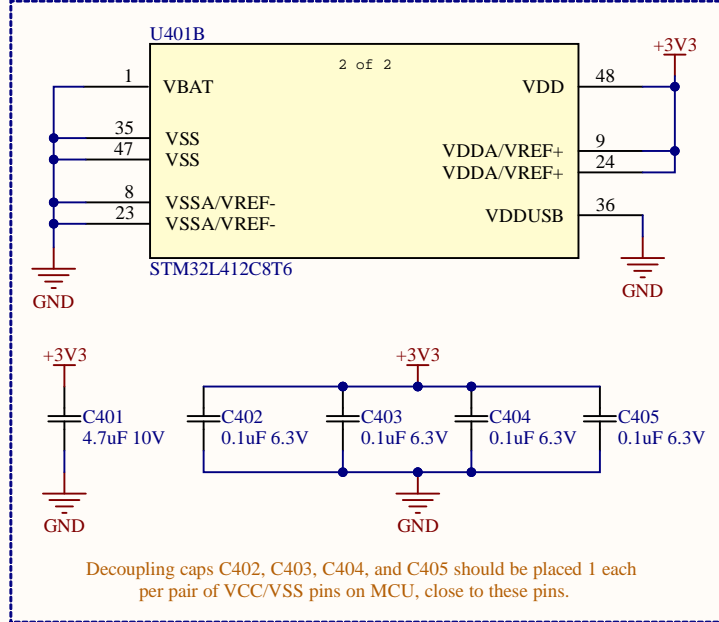 U401B
2 of 2
+3V3
1
VBAT
VDD
48
35
VSS
47
VSS
VDDA/VREF+
9
VDDA/VREF+
24
8
VSSA/VREF-
23
VSSA/VREF-
VDDUSB
36
STM32L412C8T6
GND
GND
+3V3
+3V3
C401
4.7uF 10V
C402
0.1uF 6.3V
C403
0.1uF 6.3V
C404
0.1uF 6.3V
C405
0.1uF 6.3V
GND
GND
Decoupling caps C402, C403, C404, and C405 should be placed 1 each
per pair of VCC/VSS pins on MCU, close to these pins.